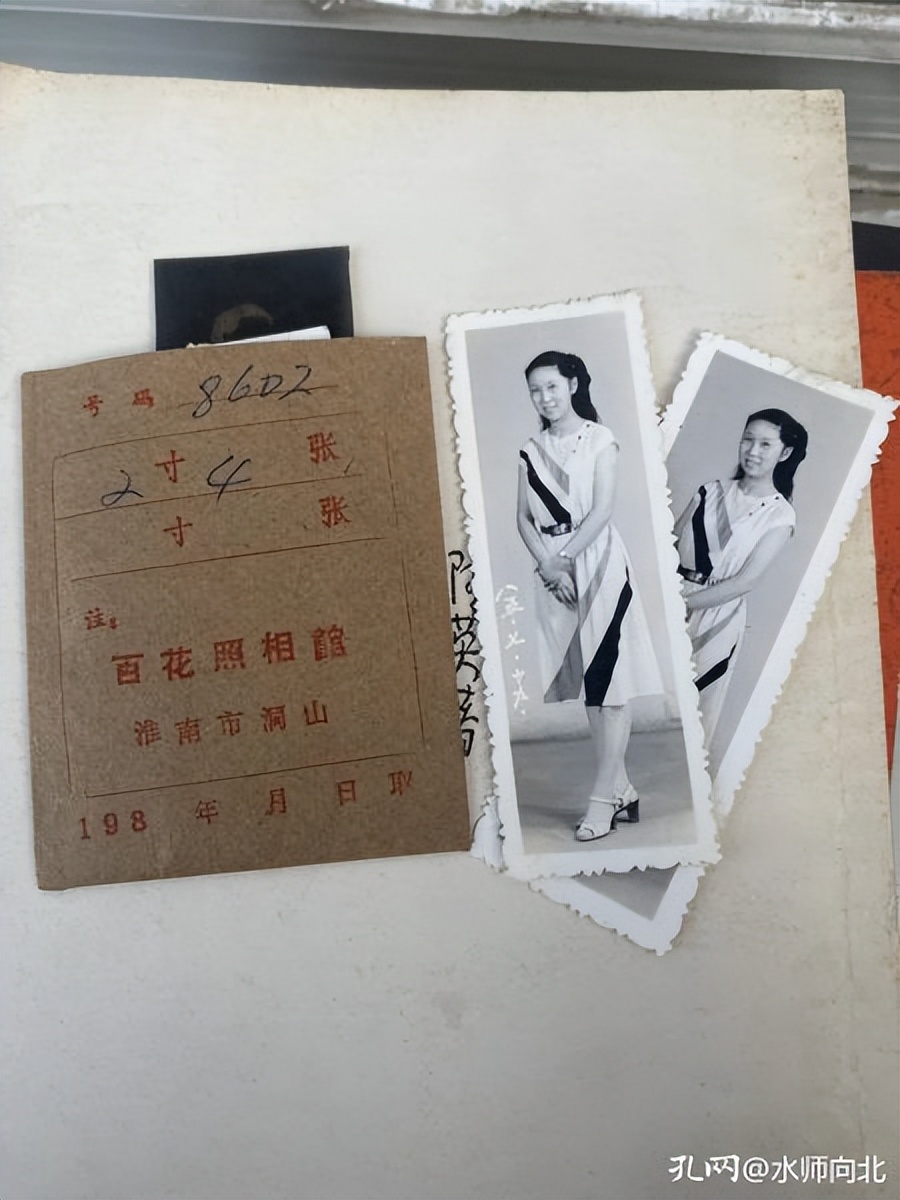 号码 8602
2寸 4张
寸 张
注：
百花照相館
淮南市洞山
198 年 月 日取
英
孔网@水师向北